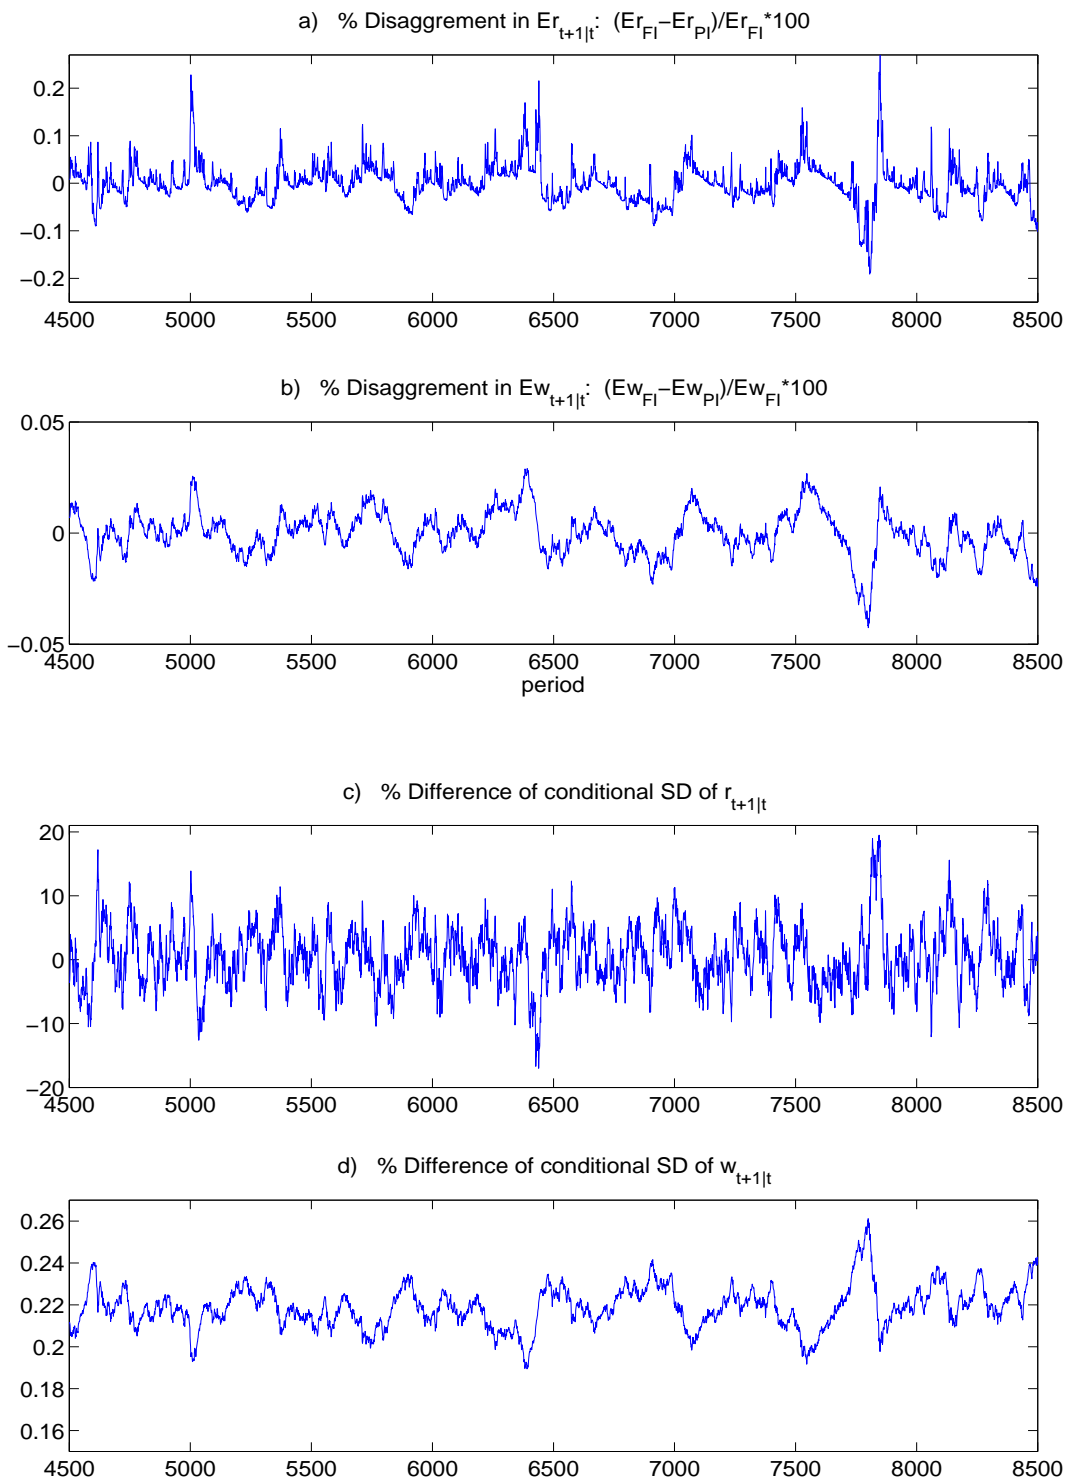 a) % Disaggrement in Er_{t+1|t}: (Er_{FI}−Er_{PI})/Er_{FI}*100
0.2
0.1
0
−0.1
−0.2
4500 5000 5500 6000 6500 7000 7500 8000 8500
b) % Disaggrement in Ew_{t+1|t}: (Ew_{FI}−Ew_{PI})/Ew_{FI}*100
0.05
0
−0.05
4500 5000 5500 6000 6500 7000 7500 8000 8500
period
c) % Difference of conditional SD of r_{t+1|t}
20
10
0
−10
−20
4500 5000 5500 6000 6500 7000 7500 8000 8500
d) % Difference of conditional SD of w_{t+1|t}
0.26
0.24
0.22
0.2
0.18
0.16
4500 5000 5500 6000 6500 7000 7500 8000 8500